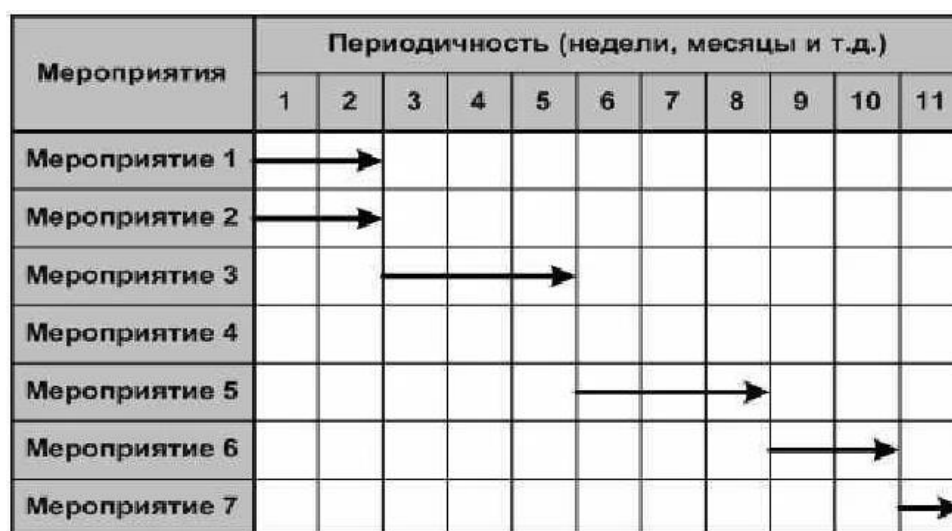 Мероприятия
Периодичность (недели, месяцы и т.д.)
1 2 3 4 5 6 7 8 9 10 11
Мероприятие 1
Мероприятие 2
Мероприятие 3
Мероприятие 4
Мероприятие 5
Мероприятие 6
Мероприятие 7